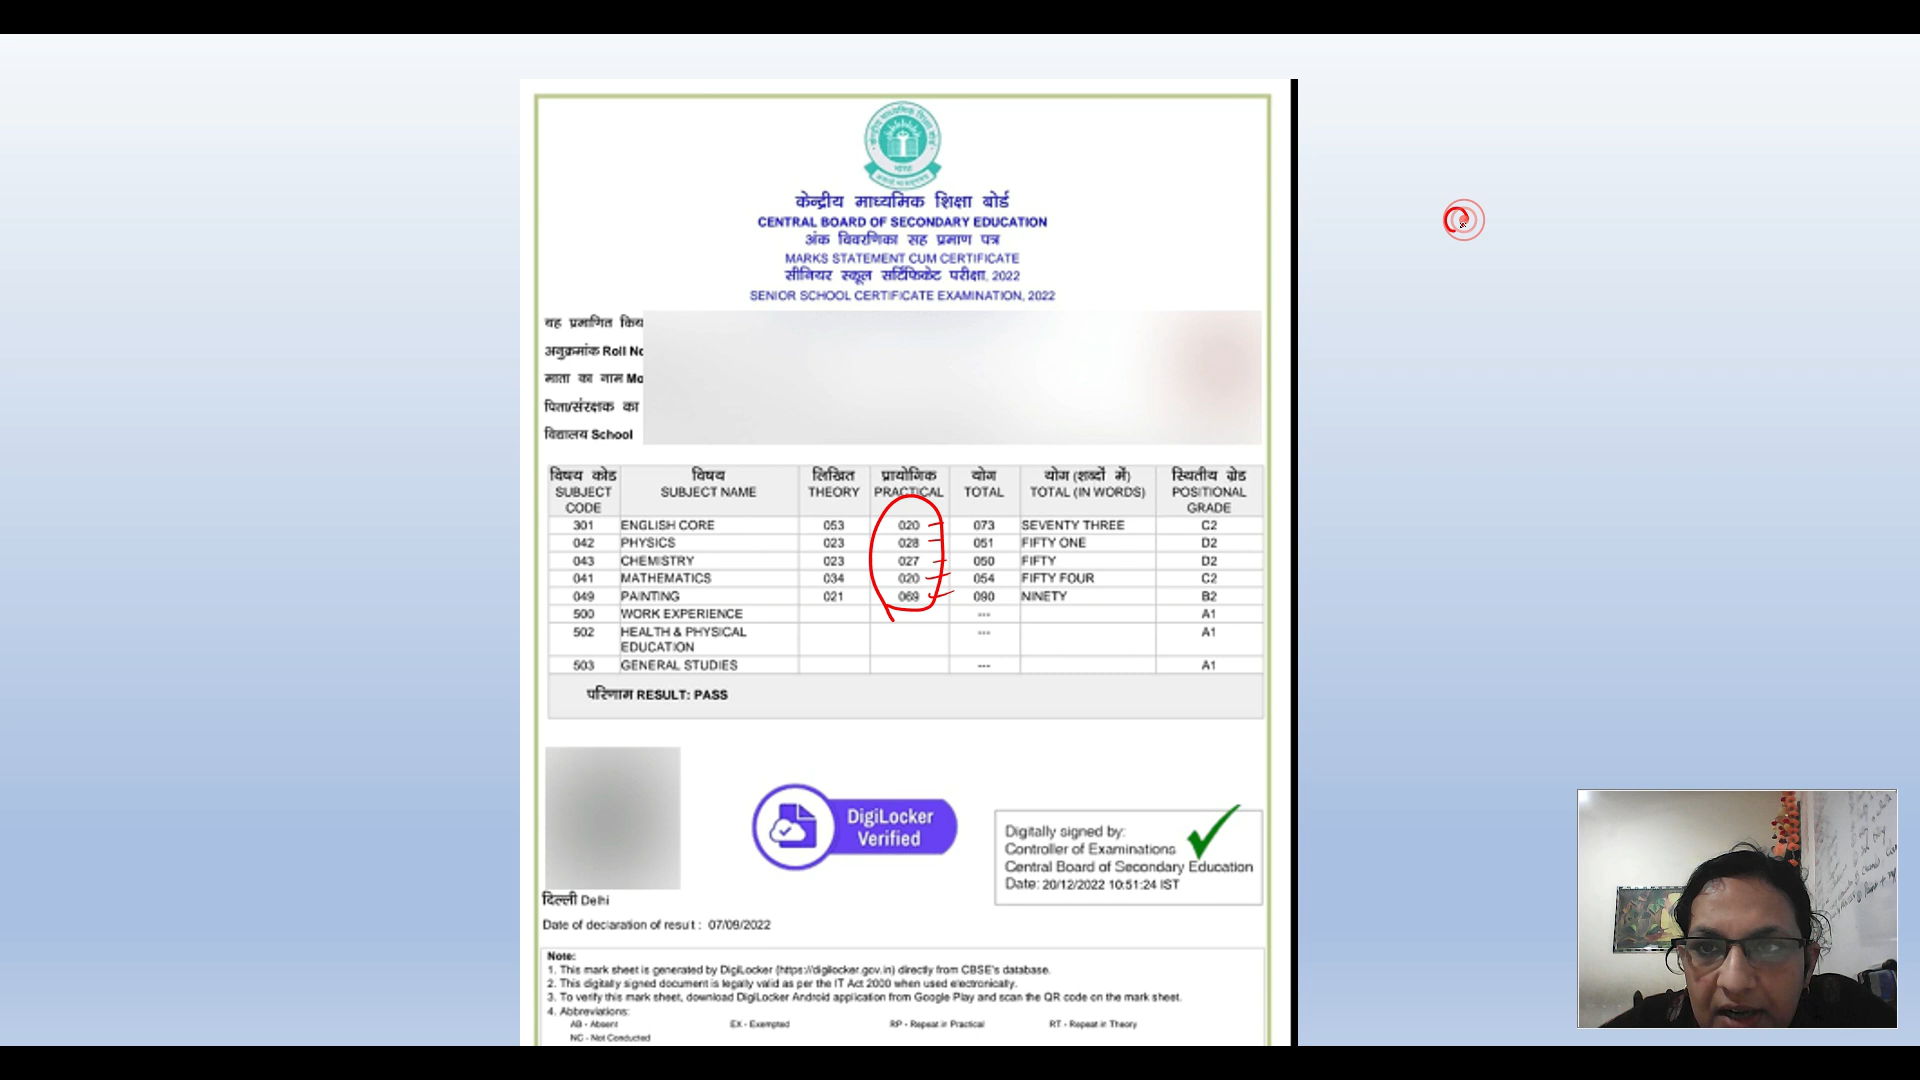 केन्द्रीय माध्यमिक शिक्षा बोर्ड
CENTRAL BOARD OF SECONDARY EDUCATION
अंक विवरणिका सह प्रमाण पत्र
MARKS STATEMENT CUM CERTIFICATE
सीनियर स्कूल सर्टिफिकेट परीक्षा, 2022
SENIOR SCHOOL CERTIFICATE EXAMINATION, 2022
यह प्रमाणित किय
अनुक्रमांक Roll No
माता का नाम Mo
पिता/संरक्षक का
विद्यालय School
विषय कोड विषय लिखित प्रायोगिक योग योग (शब्दों में) स्थितीय ग्रेड
SUBJECT CODE SUBJECT NAME THEORY PRACTICAL TOTAL TOTAL (IN WORDS) POSITIONAL GRADE
301 ENGLISH CORE 053 020 073 SEVENTY THREE C2
042 PHYSICS 023 028 051 FIFTY ONE D2
043 CHEMISTRY 023 027 050 FIFTY D2
041 MATHEMATICS 034 020 054 FIFTY FOUR C2
049 PAINTING 021 069 090 NINETY B2
500 WORK EXPERIENCE --- A1
502 HEALTH & PHYSICAL EDUCATION --- A1
503 GENERAL STUDIES --- A1
परिणाम RESULT: PASS
DigiLocker
Verified
Digitally signed by:
Controller of Examinations
Central Board of Secondary Education
Date: 20/12/2022 10:51:24 IST
दिल्ली Delhi
Date of declaration of result : 07/09/2022
Note:
1. This mark sheet is generated by DigiLocker (https://digilocker.gov.in) directly from CBSE's database.
2. This digitally signed document is legally valid as per the IT Act 2000 when used electronically.
3. To verify this mark sheet, download DigiLocker Android application from Google Play and scan the QR code on the mark sheet.
4. Abbreviations:
AB - Absent EX - Exempted RP - Repeat in Practical RT - Repeat in Theory
NC - Not Conducted